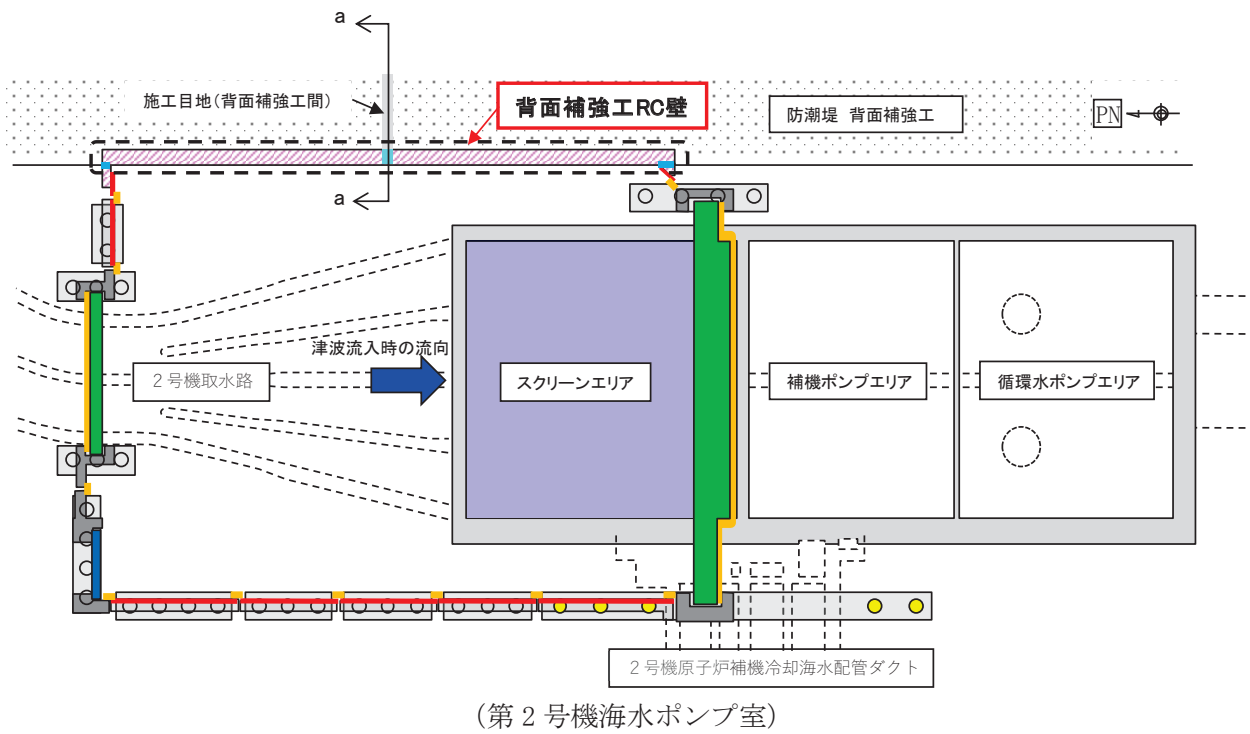 a
施工目地(背面補強工間)
背面補強工RC壁
防潮堤 背面補強工
PN
a
津波流入時の流向
2号機取水路
スクリーンエリア
補機ポンプエリア
循環水ポンプエリア
2号機原子炉補機冷却海水配管ダクト
(第2号機海水ポンプ室)